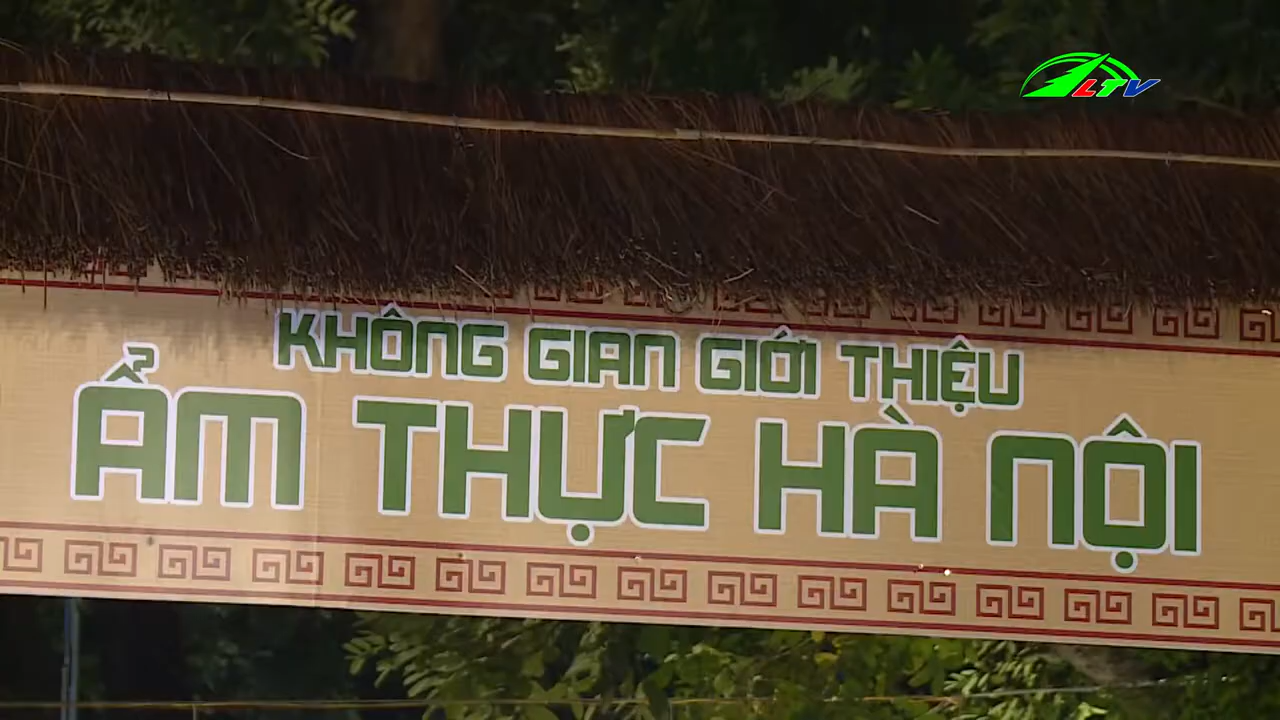 LTV
KHÔNG GIAN GIỚI THIỆU
ẨM THỰC HÀ NỘI